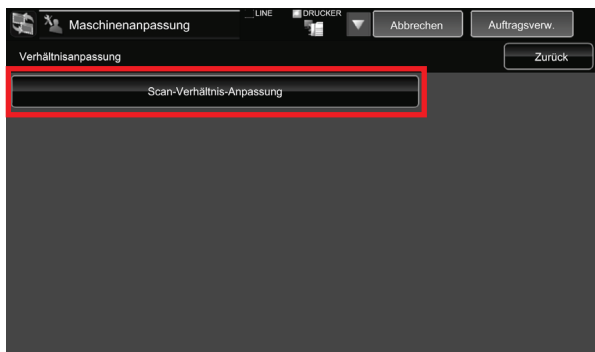 LINE DRUCKER
Maschinenanpassung Abbrechen Auftragsverw.
Verhältnisanpassung Zurück
Scan-Verhältnis-Anpassung